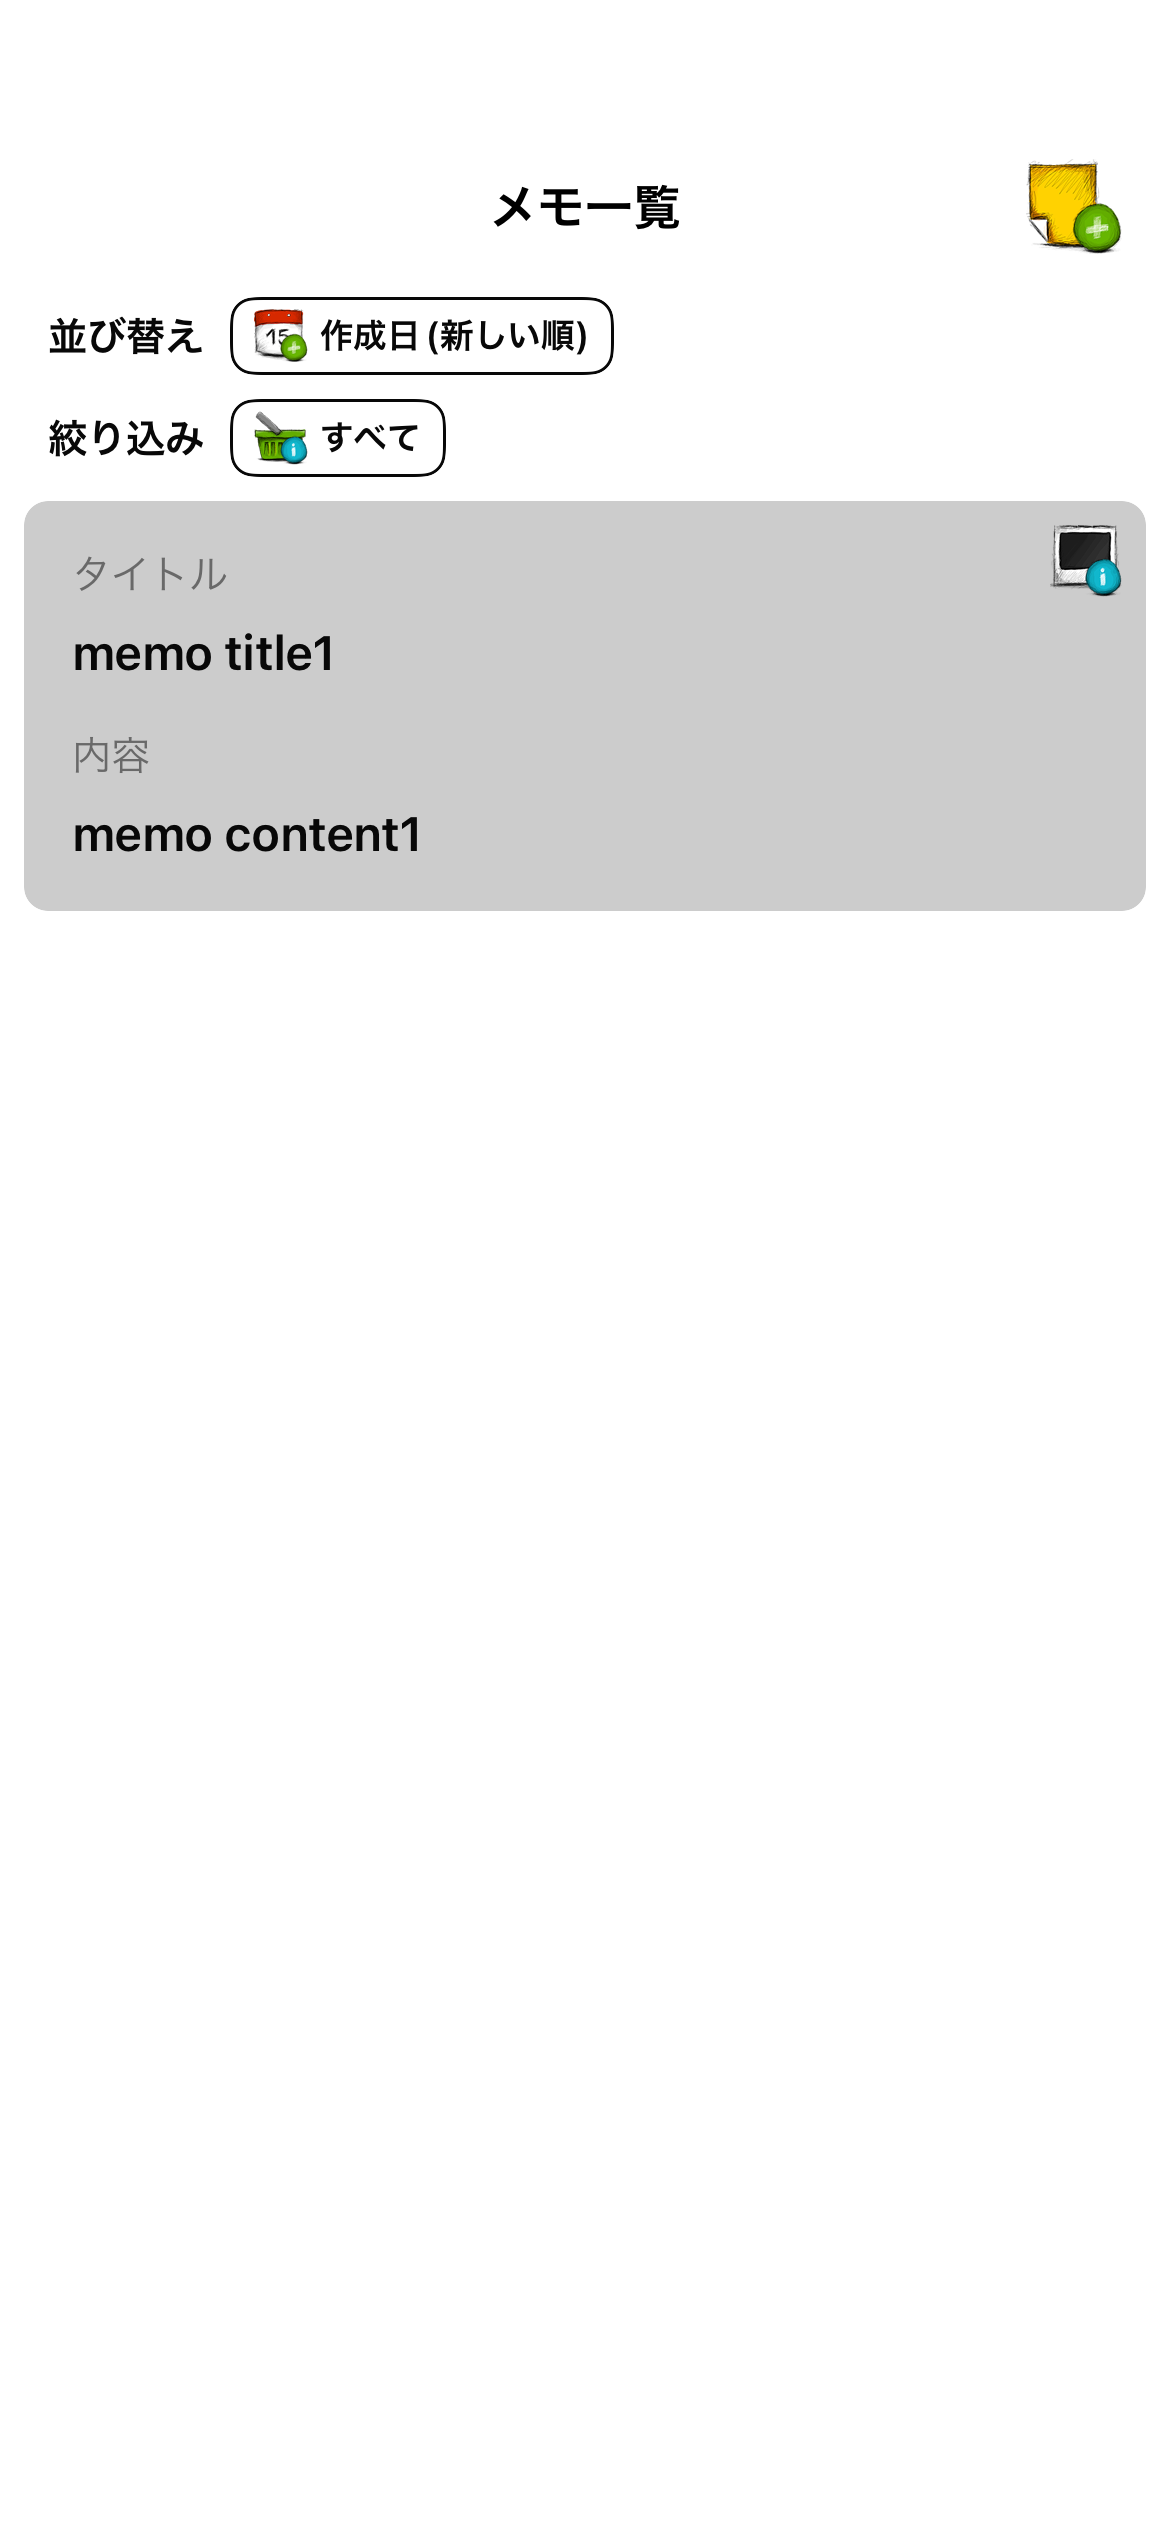 メモ一覧
並び替え 15 作成日(新しい順)
絞り込み すべて
タイトル
memo title1
内容
memo content1